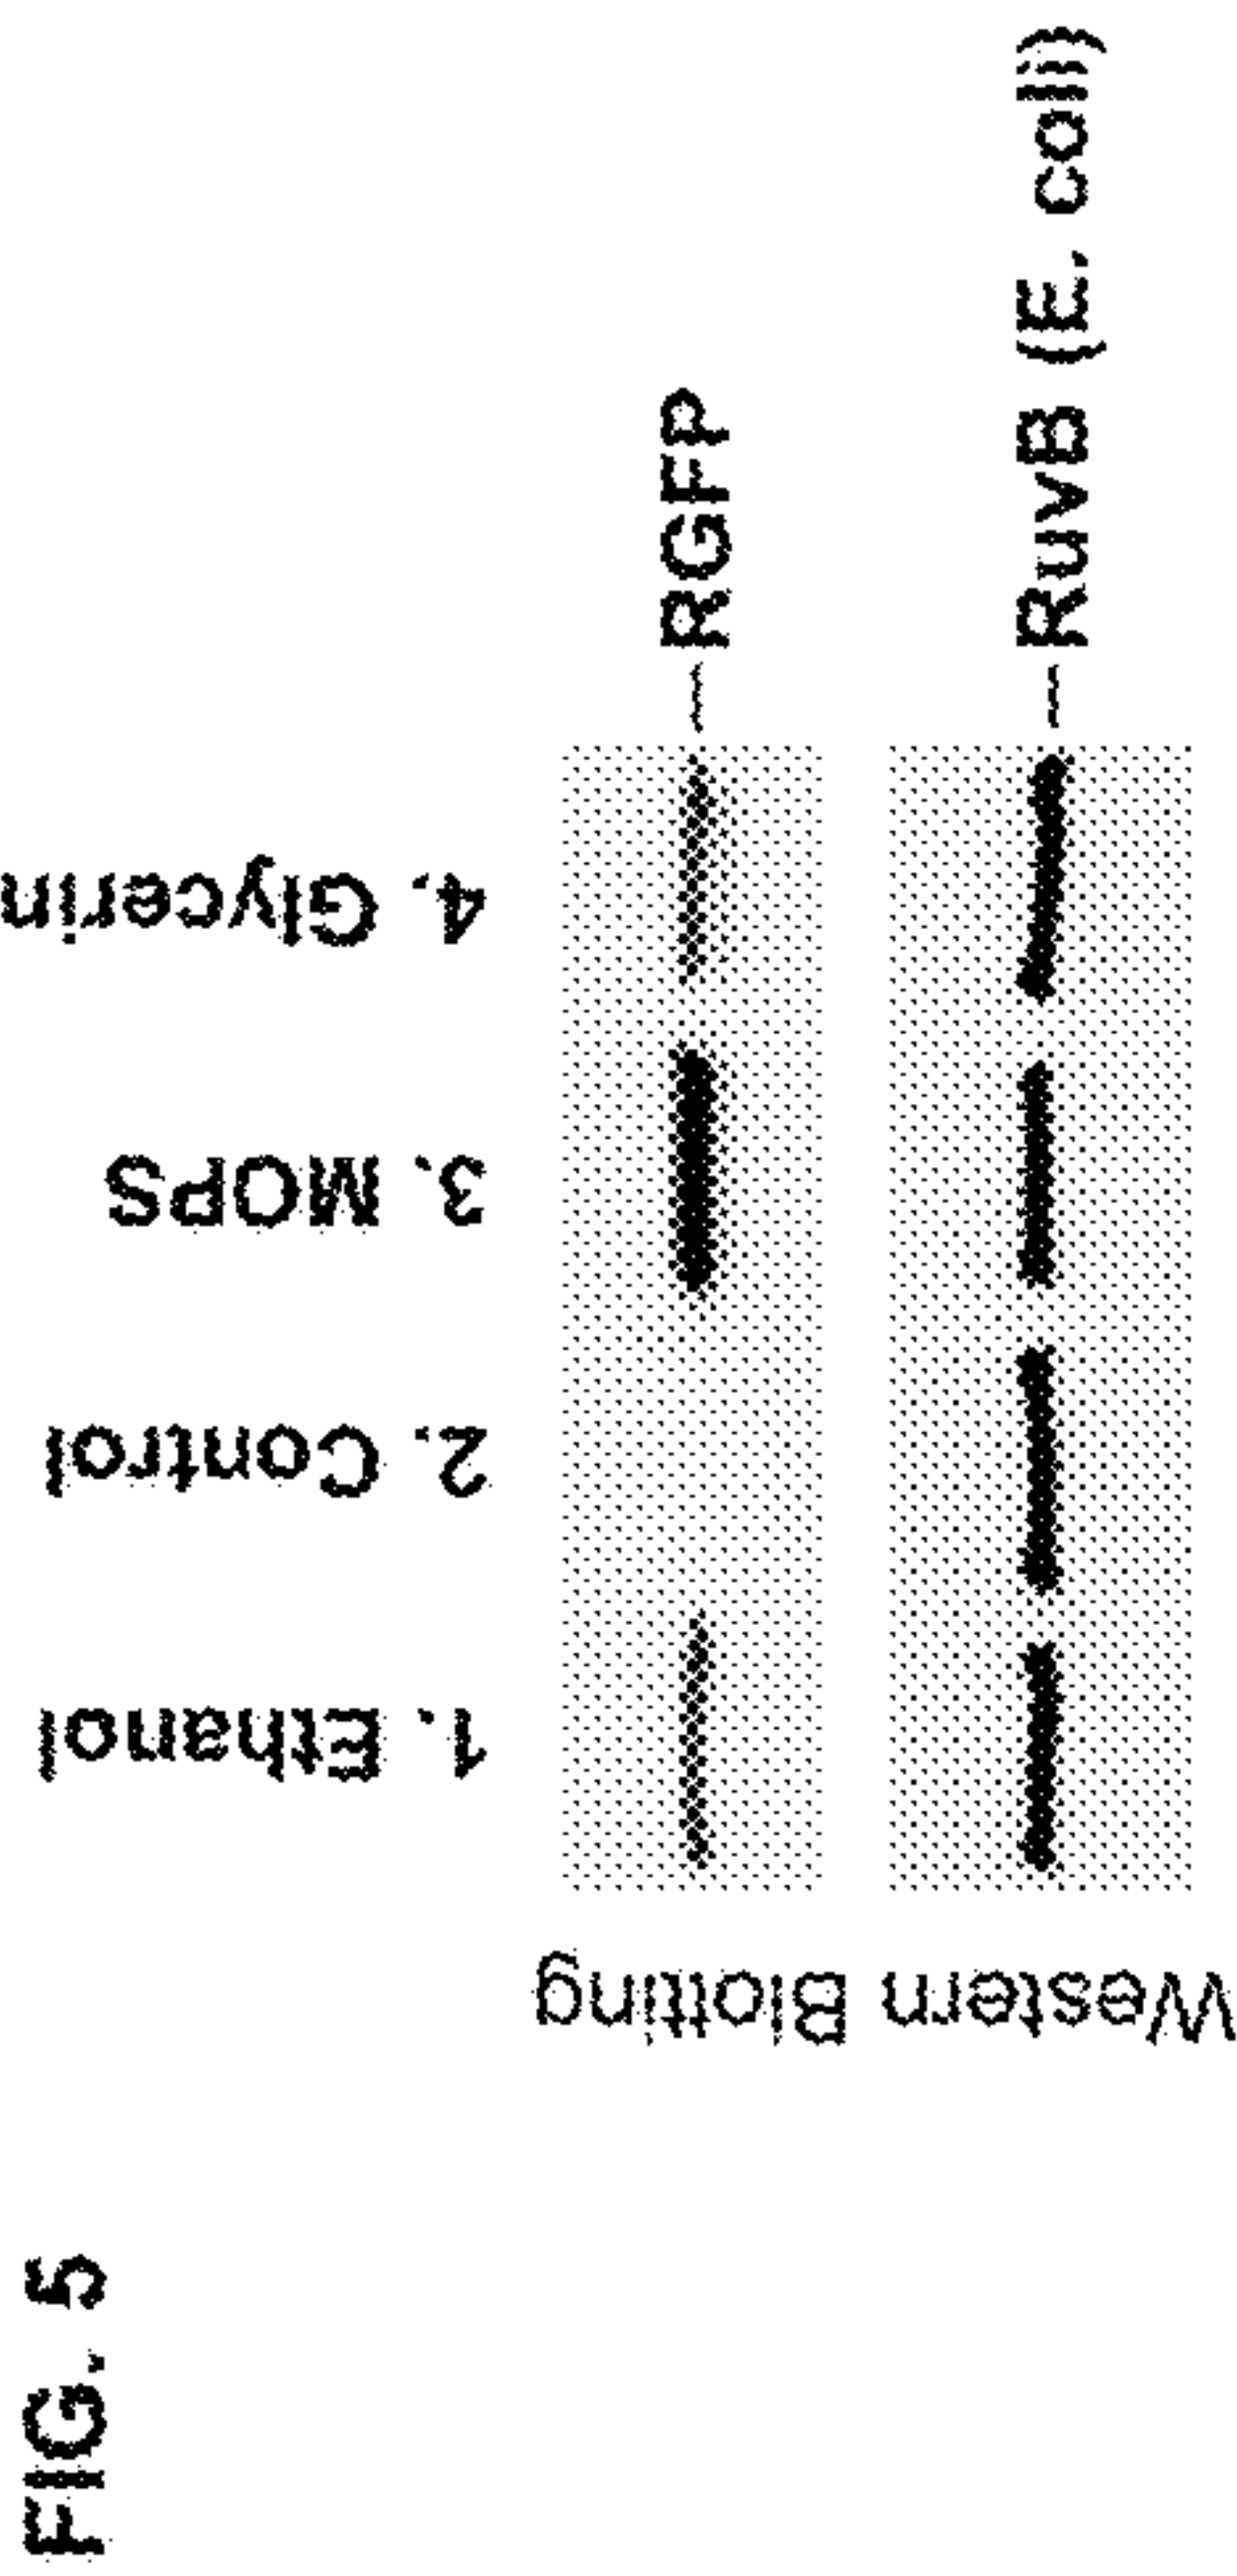 FIG. 5
1. Ethanol
2. Control
3. MOPS
4. Glycerin
Western Blotting
RGFP
RuvB (E. coli)